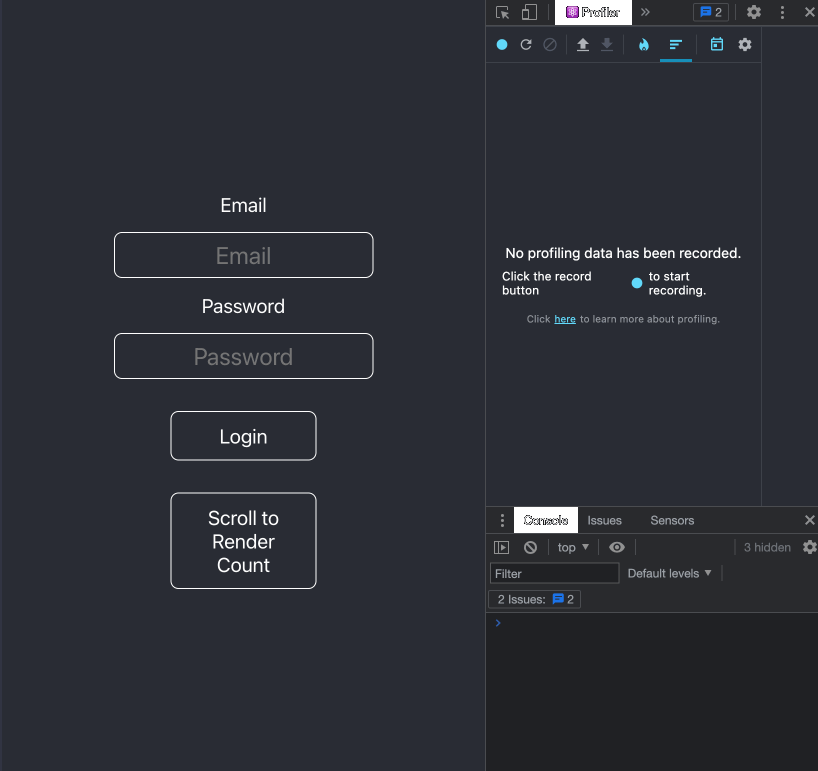 Email
Email
Password
Password
Login
Scroll to
Render
Count
Profiler
2
No profiling data has been recorded.
Click the record
button
to start
recording.
Click here to learn more about profiling.
Console Issues Sensors
top 3 hidden
Filter Default levels
2 Issues: 2